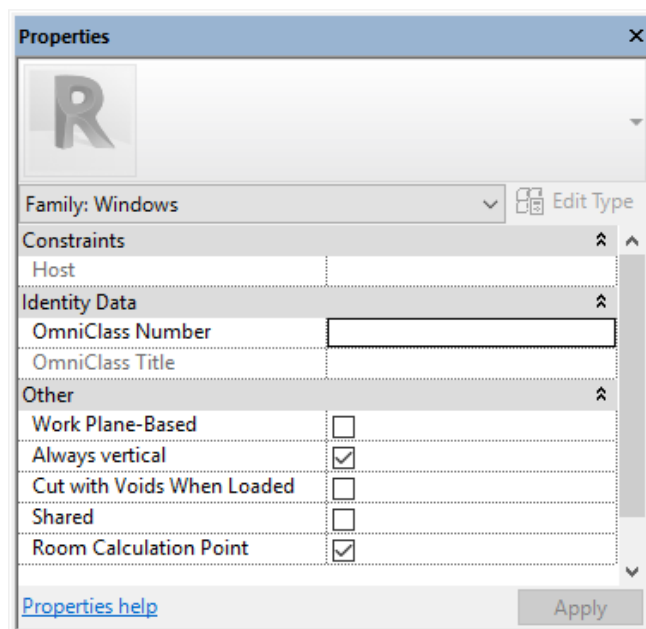 Properties
R
Family: Windows
Edit Type
Constraints
Host
Identity Data
OmniClass Number
OmniClass Title
Other
Work Plane-Based
Always vertical
Cut with Voids When Loaded
Shared
Room Calculation Point
Properties help
Apply